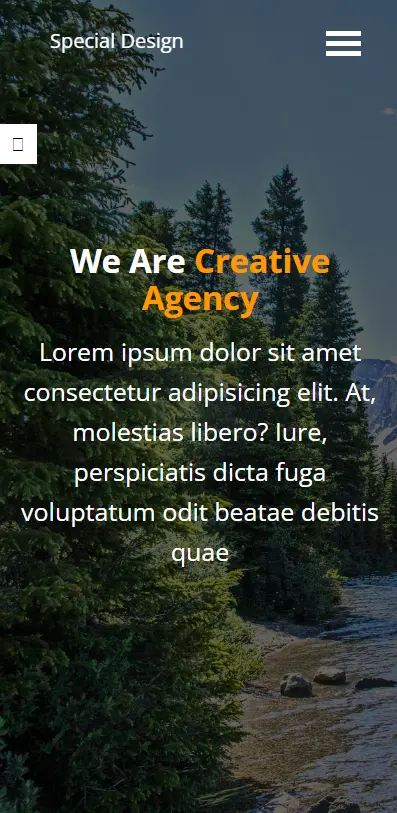 Special Design
We Are Creative
Agency
Lorem ipsum dolor sit amet
consectetur adipisicing elit. At,
molestias libero? Iure,
perspiciatis dicta fuga
voluptatum odit beatae debitis
quae